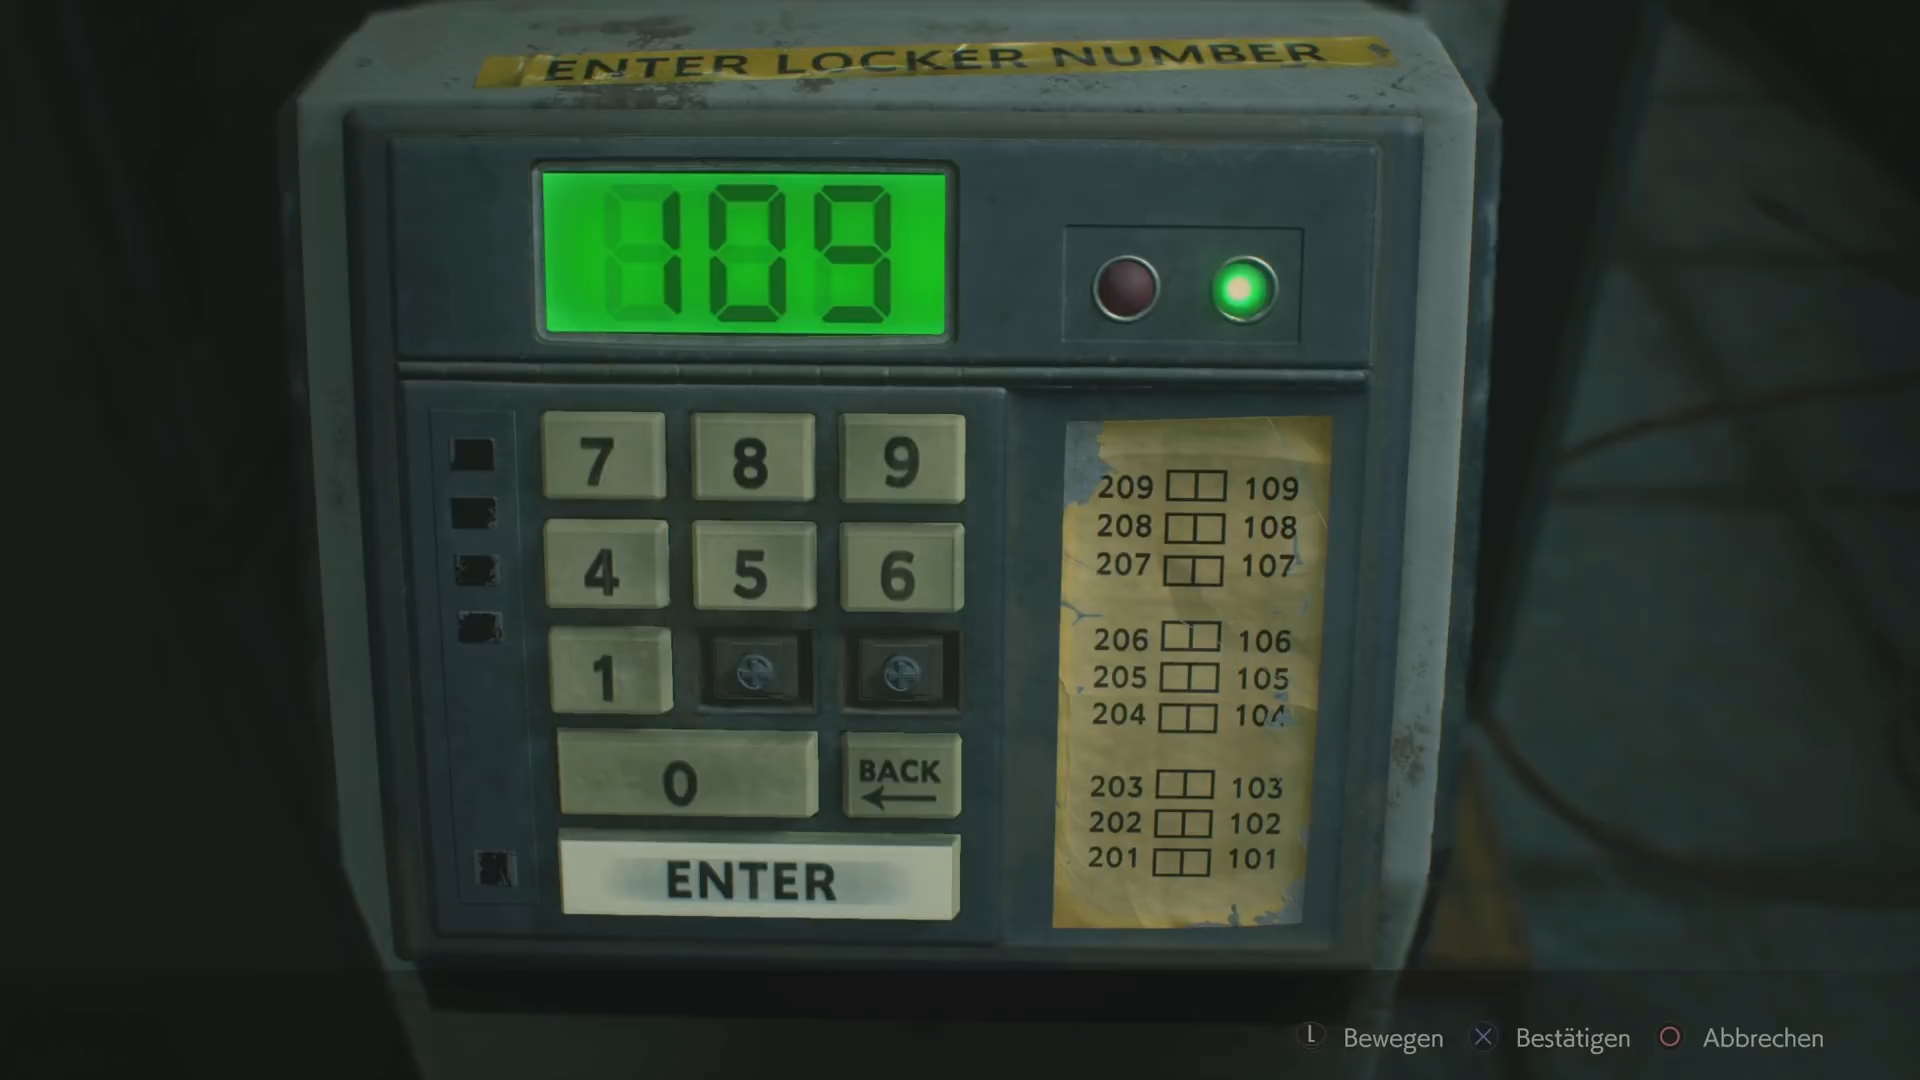 ENTER LOCKER NUMBER
109
7 8 9
4 5 6
1
0 BACK
ENTER
209 109
208 108
207 107
206 106
205 105
204 104
203 103
202 102
201 101
L Bewegen Bestätigen Abbrechen